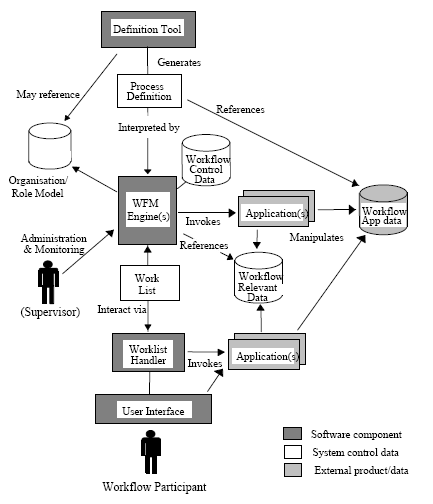 Definition Tool
Generates
May reference
Process
Definition
References
Interpreted by
Workflow
Control
Data
Organisation/
Role Model
WFM
Engine(s)
Invokes
Application(s)
Workflow
App data
Manipulates
References
Administration
& Monitoring
(Supervisor)
Work
List
Workflow
Relevant
Data
Interact via
Worklist
Handler
Invokes
Application(s)
User Interface
Workflow Participant
Software component
System control data
External product/data